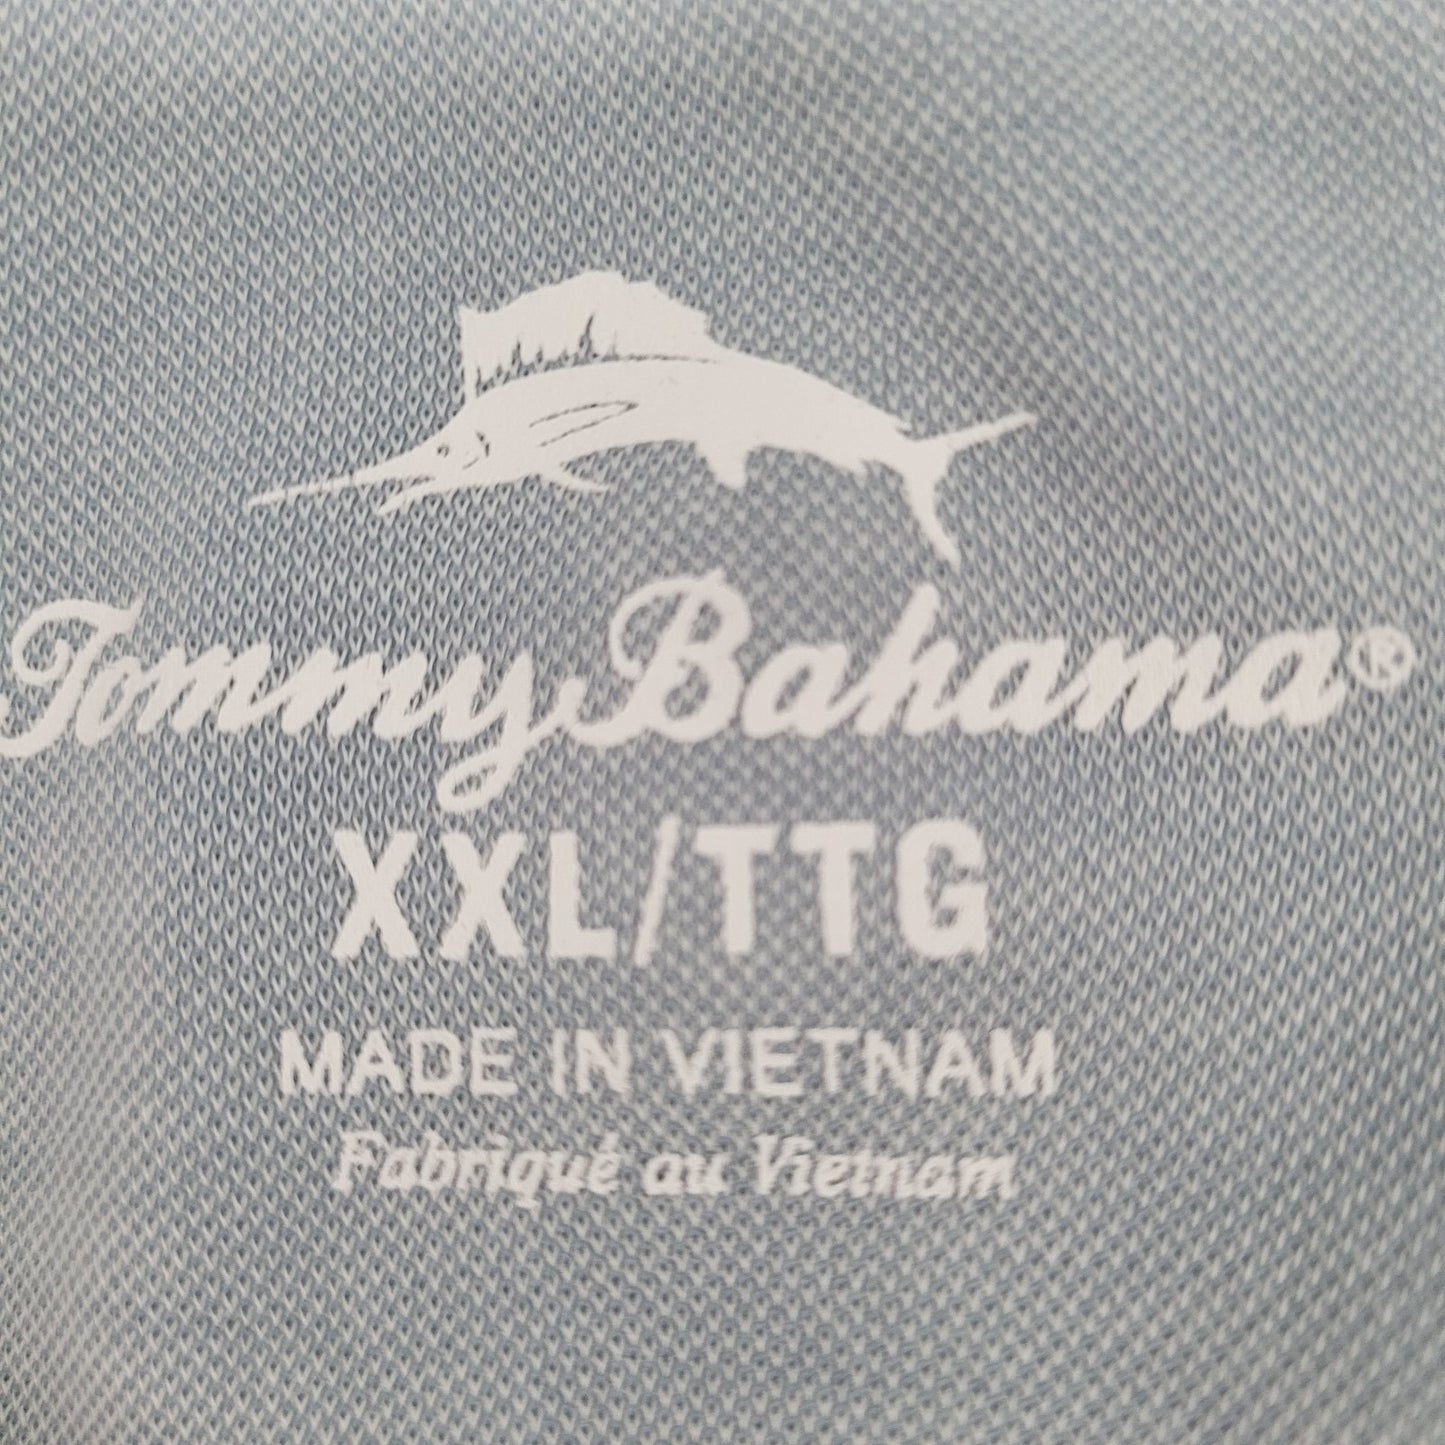 Tommy Bahama®
XXL/TTG
MADE IN VIETNAM
Fabriqué au Vietnam